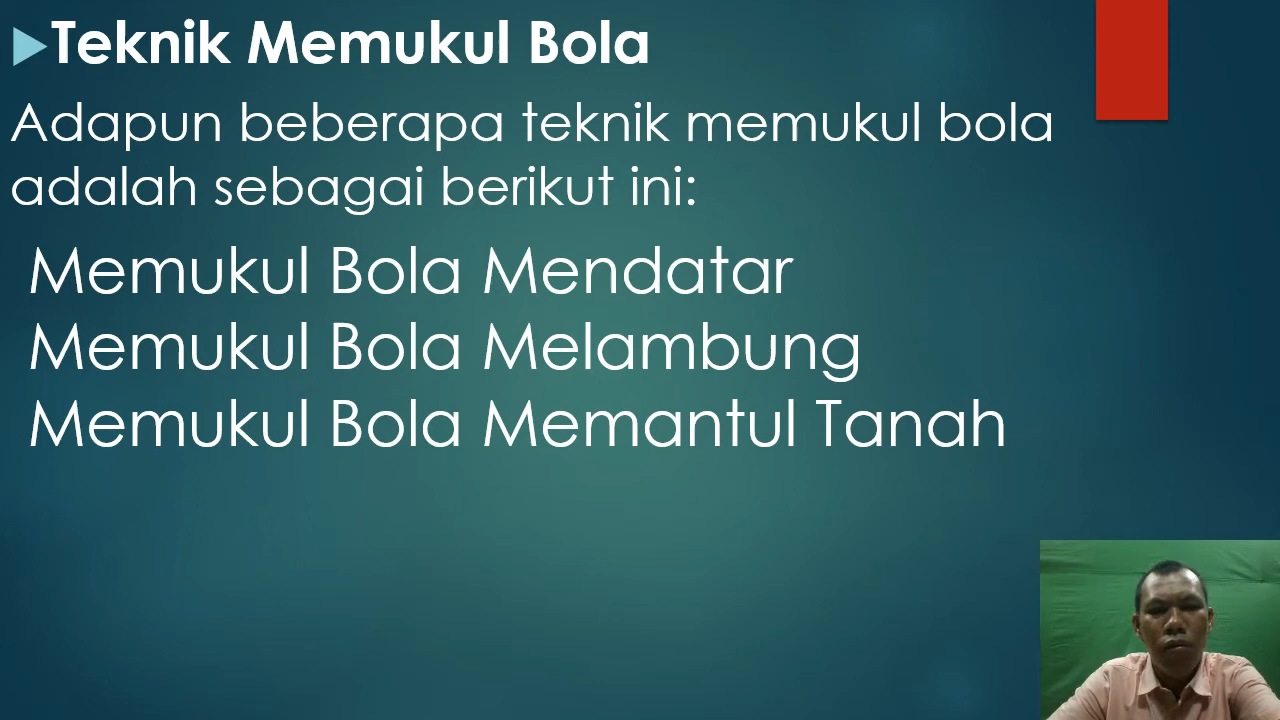 Teknik Memukul Bola
Adapun beberapa teknik memukul bola
adalah sebagai berikut ini:
Memukul Bola Mendatar
Memukul Bola Melambung
Memukul Bola Memantul Tanah